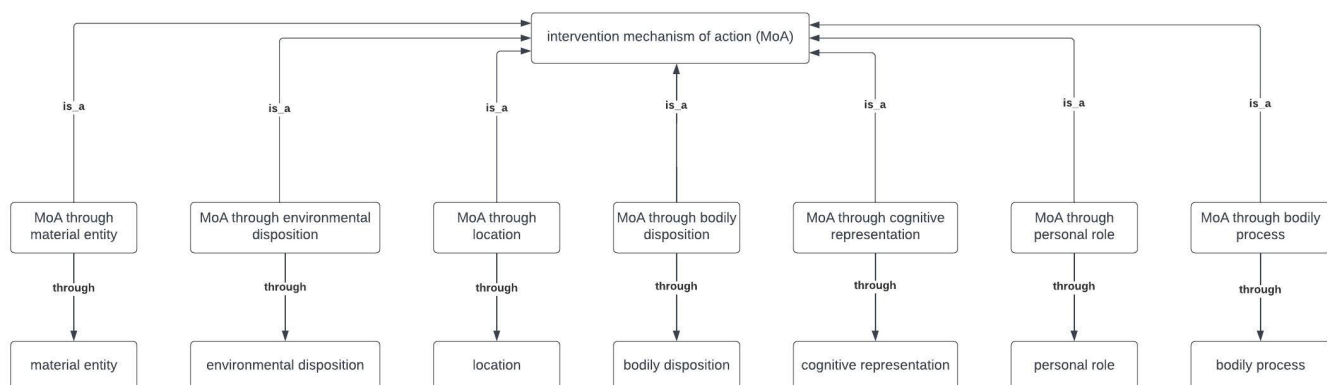 intervention mechanism of action (MoA)
is_a
is_a
is_a
is_a
is_a
is_a
is_a
MoA through
material entity
MoA through environmental
disposition
MoA through
location
MoA through bodily
disposition
MoA through cognitive
representation
MoA through
personal role
MoA through bodily
process
through
through
through
through
through
through
through
material entity
environmental disposition
location
bodily disposition
cognitive representation
personal role
bodily process